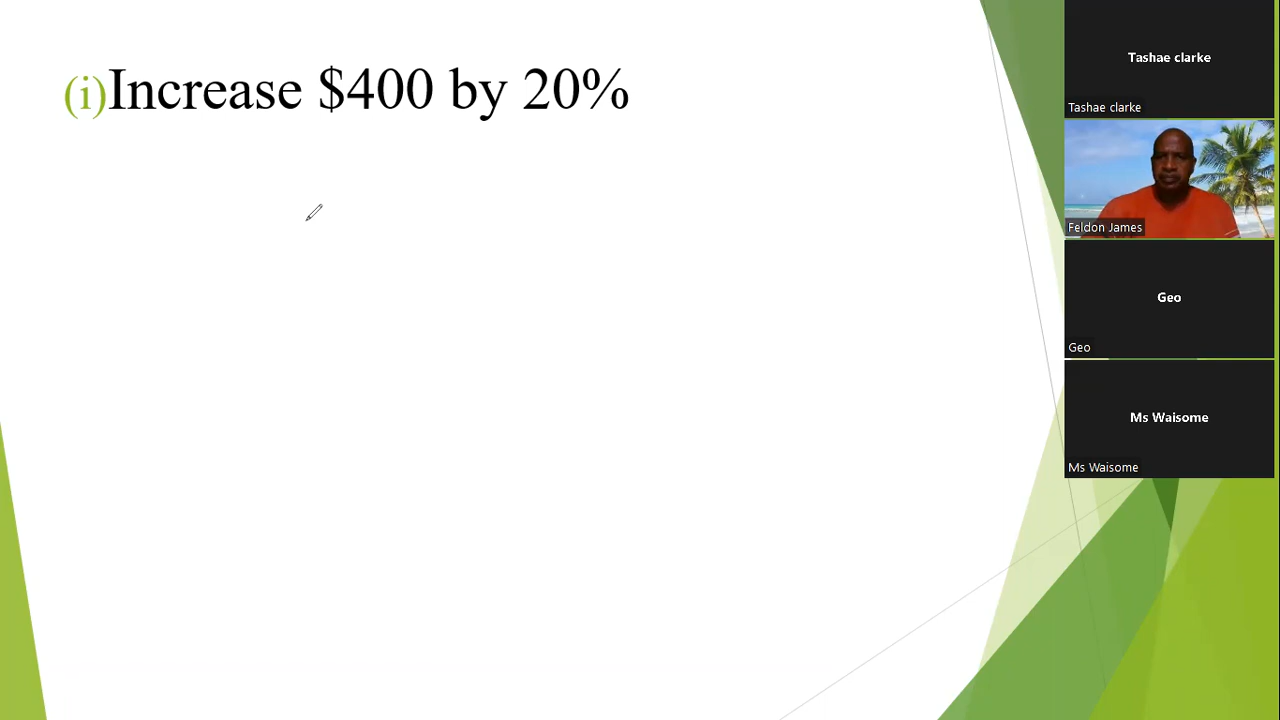 (i)Increase $400 by 20%
Tashae clarke
Tashae clarke
Feldon James
Geo
Geo
Ms Waisome
Ms Waisome